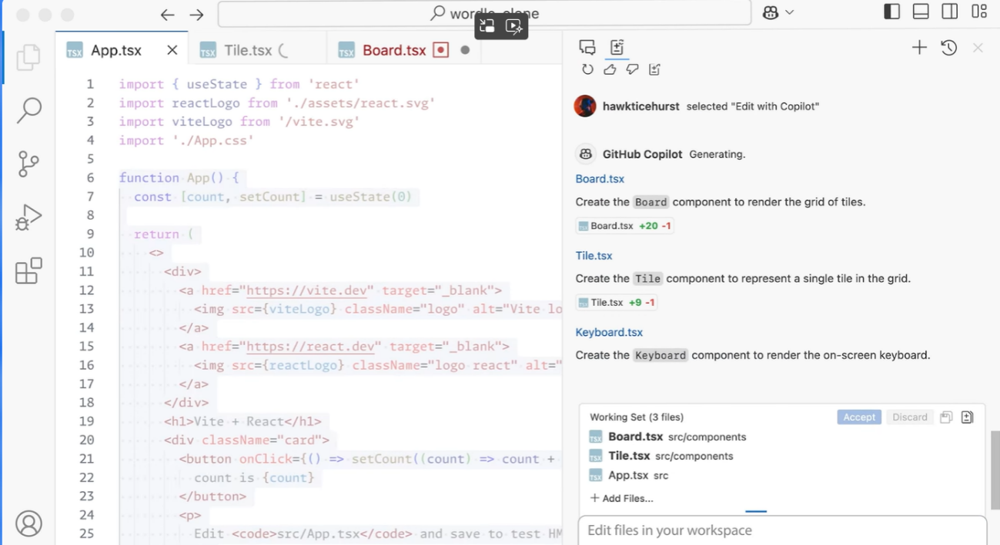 wordle clone
TSX App.tsx
TSX Tile.tsx
TSX Board.tsx
1 import { useState } from 'react'
2 import reactLogo from './assets/react.svg'
3 import viteLogo from '/vite.svg'
4 import './App.css'
5
6 function App() {
7 const [count, setCount] = useState(0)
8
9 return (
10 <>
11 <div>
12 <a href="https://vite.dev" target="_blank">
13 <img src={viteLogo} className="logo" alt="Vite lo
14 </a>
15 <a href="https://react.dev" target="_blank">
16 <img src={reactLogo} className="logo react" alt="
17 </a>
18 </div>
19 <h1>Vite + React</h1>
20 <div className="card">
21 <button onClick={() => setCount((count) => count +
22 count is {count}
23 </button>
24 <p>
25 Edit <code>src/App.tsx</code> and save to test HM
hawkticehurst selected "Edit with Copilot"
GitHub Copilot Generating.
Board.tsx
Create the Board component to render the grid of tiles.
Board.tsx +20 -1
Tile.tsx
Create the Tile component to represent a single tile in the grid.
Tile.tsx +9 -1
Keyboard.tsx
Create the Keyboard component to render the on-screen keyboard.
Working Set (3 files) Accept Discard
TSX Board.tsx src/components
TSX Tile.tsx src/components
TSX App.tsx src
+ Add Files...
Edit files in your workspace